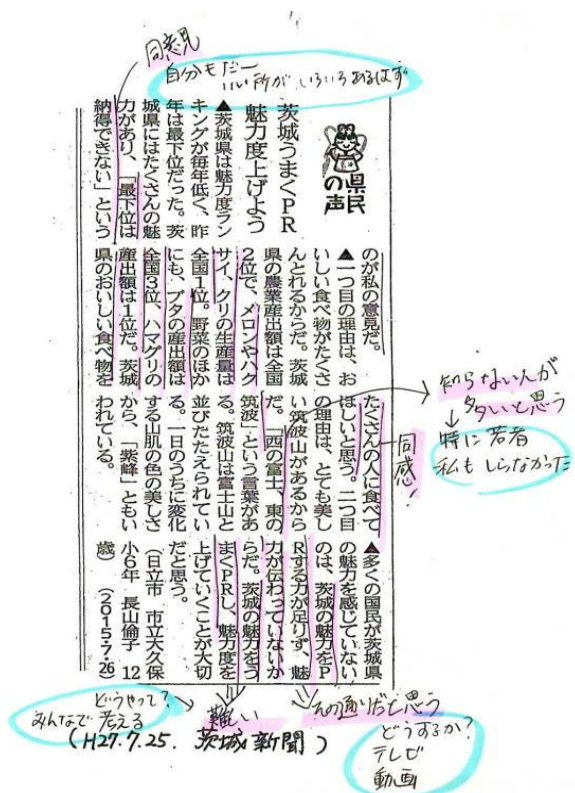 同意見
自分もだー
いい所が、いろいろあるはず
県民
の声
茨城うまくPR
魅力度上げよう
▲茨城県は魅力度ラン
キングが毎年低く、昨
年は最下位だった。茨
城県にはたくさんの魅
力があり、「最下位は
納得できない」という
のが私の意見だ。
▲一つ目の理由は、お
いしい食べ物がたくさ
んとれるからだ。茨城
県の農業産出額は全国
2位で、メロンやハク
サイ、クリの生産量は
全国1位。野菜のほか
にも、ブタの産出額は
全国3位、ハマグリの
産出額は1位だ。茨城
県のおいしい食べ物を
たくさんの人に食べて
ほしいと思う。二つ目
の理由は、とても美し
い筑波山があるから
だ。「西の富士、東の
筑波」という言葉があ
る。筑波山は富士山と
並びたたえられてい
る。一日のうちに変化
する山肌の色の美しさ
から、「紫峰」ともい
われている。
▲多くの国民が茨城県
の魅力を感じていない
のは、茨城の魅力をP
Rする力が足りず、魅
力が伝わっていないか
らだ。茨城の魅力をう
まくPRし、魅力度を
上げていくことが大切
だと思う。
(日立市 市立大久保
小6年 長山倫子 12
歳) (2015・7・26)
同感!
知らない人が
多いと思う
特に若者
私もしらなかった
どうやって?
みんなで考える
難しい
その通りだと思う
どうするか?
テレビ
動画
(H27.7.25. 茨城新聞)